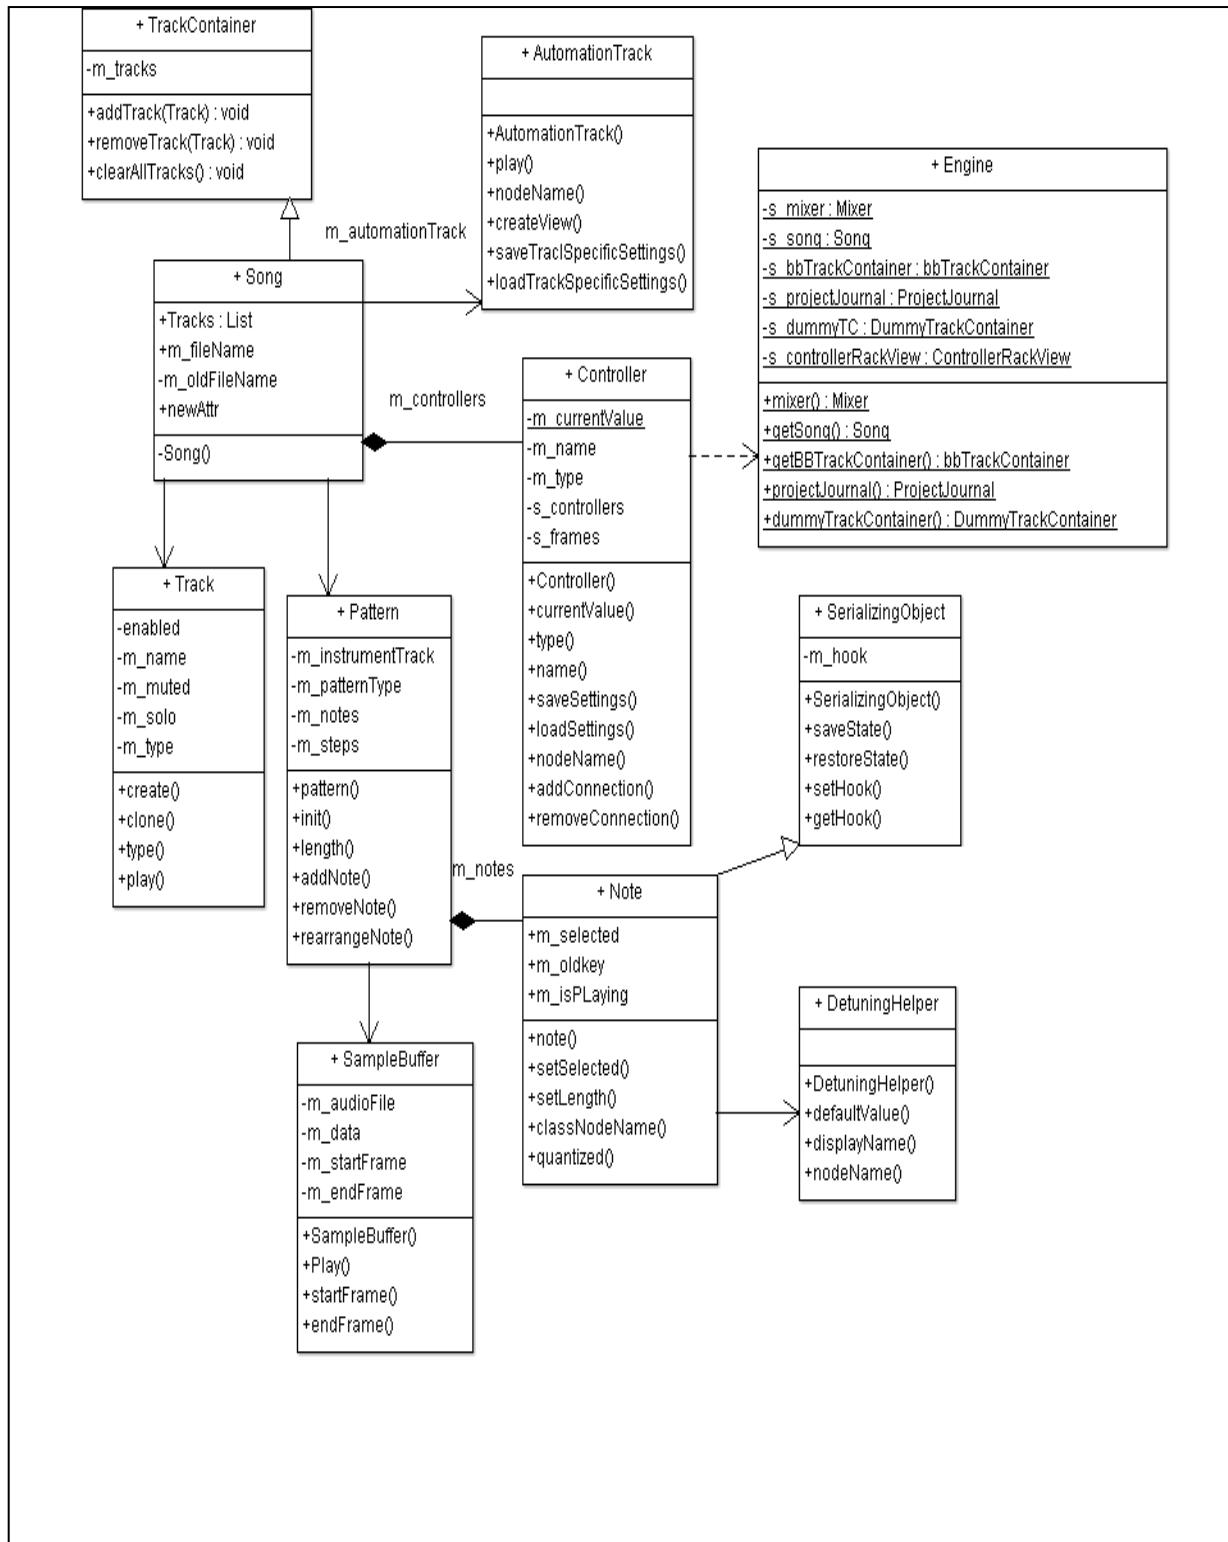 + TrackContainer
-m_tracks
+addTrack(Track) : void
+removeTrack(Track) : void
+clearAllTracks() : void
+ AutomationTrack
+AutomationTrack()
+play()
+nodeName()
+createView()
+saveTraclSpecificSettings()
+loadTrackSpecificSettings()
+ Engine
-s_mixer : Mixer
-s_song : Song
-s_bbTrackContainer : bbTrackContainer
-s_projectJournal : ProjectJournal
-s_dummyTC : DummyTrackContainer
-s_controllerRackView : ControllerRackView
+mixer() : Mixer
+getSong() : Song
+getBBTrackContainer() : bbTrackContainer
+projectJournal() : ProjectJournal
+dummyTrackContainer() : DummyTrackContainer
m_automationTrack
+ Song
+Tracks : List
+m_fileName
-m_oldFileName
+newAttr
-Song()
m_controllers
+ Controller
-m_currentValue
-m_name
-m_type
-s_controllers
-s_frames
+Controller()
+currentValue()
+type()
+name()
+saveSettings()
+loadSettings()
+nodeName()
+addConnection()
+removeConnection()
+ Track
-enabled
-m_name
-m_muted
-m_solo
-m_type
+create()
+clone()
+type()
+play()
+ Pattern
-m_instrumentTrack
-m_patternType
-m_notes
-m_steps
+pattern()
+init()
+length()
+addNote()
+removeNote()
+rearrangeNote()
+ SerializingObject
-m_hook
+SerializingObject()
+saveState()
+restoreState()
+setHook()
+getHook()
m_notes
+ Note
+m_selected
+m_oldkey
+m_isPLaying
+note()
+setSelected()
+setLength()
+classNodeName()
+quantized()
+ DetuningHelper
+DetuningHelper()
+defaultValue()
+displayName()
+nodeName()
+ SampleBuffer
-m_audioFile
-m_data
-m_startFrame
-m_endFrame
+SampleBuffer()
+Play()
+startFrame()
+endFrame()